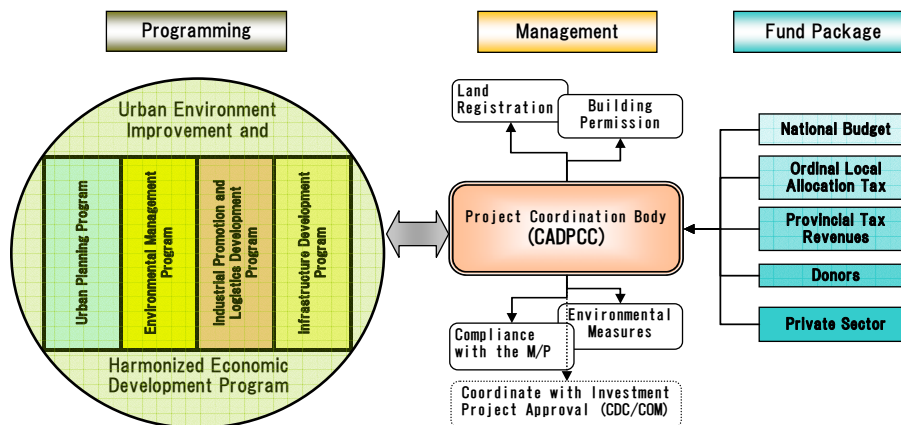 Programming
Management
Fund Package
Urban Environment
Improvement and
Urban Planning Program
Environmental Management
Program
Industrial Promotion and
Logistics Development
Program
Infrastructure Development
Program
Harmonized Economic
Development Program
Land
Registration
Building
Permission
Project Coordination Body
(CADPCC)
Environmental
Measures
Compliance
with the M/P
Coordinate with Investment
Project Approval (CDC/COM)
National Budget
Ordinal Local
Allocation Tax
Provincial Tax
Revenues
Donors
Private Sector